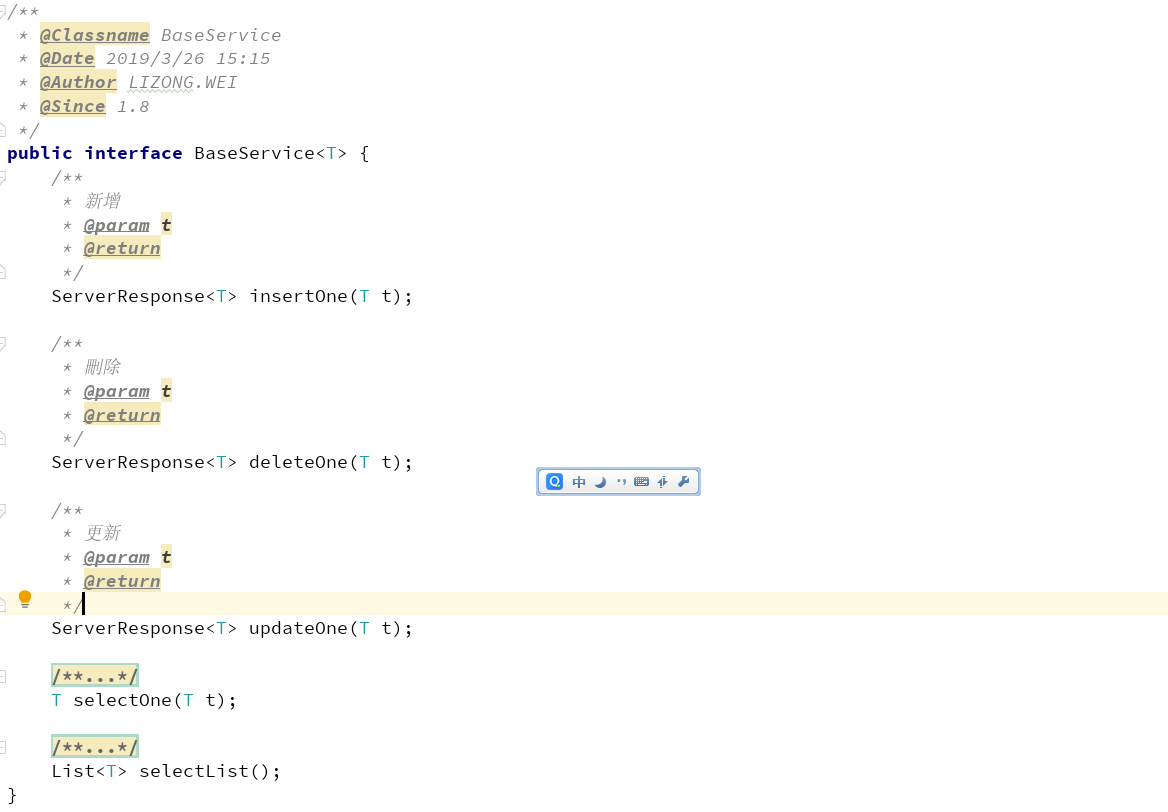 /**
 * @Classname BaseService
 * @Date 2019/3/26 15:15
 * @Author LIZONG.WEI
 * @Since 1.8
 */
public interface BaseService<T> {
    /**
     * 新增
     * @param t
     * @return
     */
    ServerResponse<T> insertOne(T t);

    /**
     * 刪除
     * @param t
     * @return
     */
    ServerResponse<T> deleteOne(T t);
中
    /**
     * 更新
     * @param t
     * @return
     */
    ServerResponse<T> updateOne(T t);

    /**...*/
    T selectOne(T t);

    /**...*/
    List<T> selectList();
}